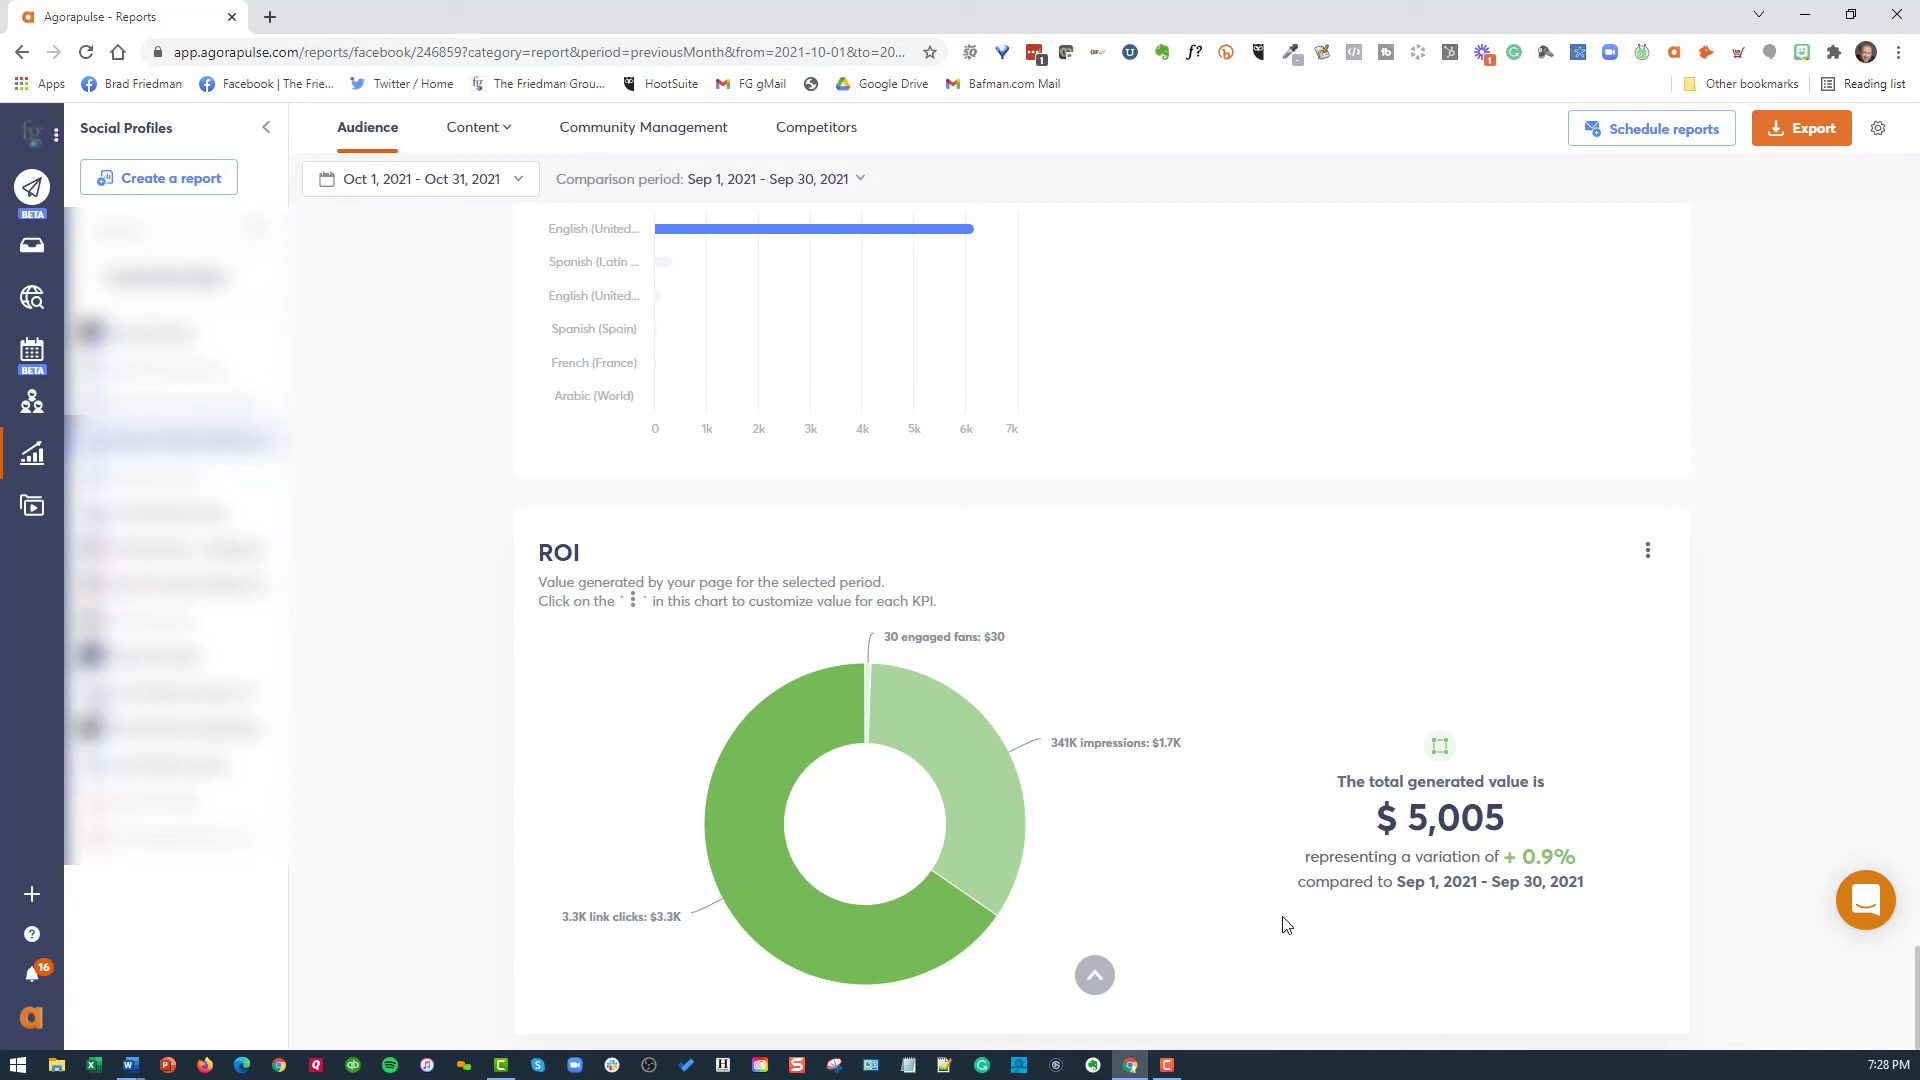 Agorapulse - Reports
app.agorapulse.com/reports/facebook/246859?category=report&period=previousMonth&from=2021-10-01&to=20...
Apps
Brad Friedman
Facebook | The Frie...
Twitter / Home
The Friedman Grou...
HootSuite
FG gMail
Google Drive
Bafman.com Mail
Other bookmarks
Reading list
fg
Social Profiles
Audience
Content
Community Management
Competitors
Schedule reports
Export
Create a report
Oct 1, 2021 - Oct 31, 2021
Comparison period: Sep 1, 2021 - Sep 30, 2021
BETA
BETA
English (United...
Spanish (Latin ...
English (United...
Spanish (Spain)
French (France)
Arabic (World)
0 1k 2k 3k 4k 5k 6k 7k
ROI
Value generated by your page for the selected period.
Click on the ` ⋮ ` in this chart to customize value for each KPI.
30 engaged fans: $30
341K impressions: $1.7K
3.3K link clicks: $3.3K
The total generated value is
$ 5,005
representing a variation of + 0.9%
compared to Sep 1, 2021 - Sep 30, 2021
16
7:28 PM